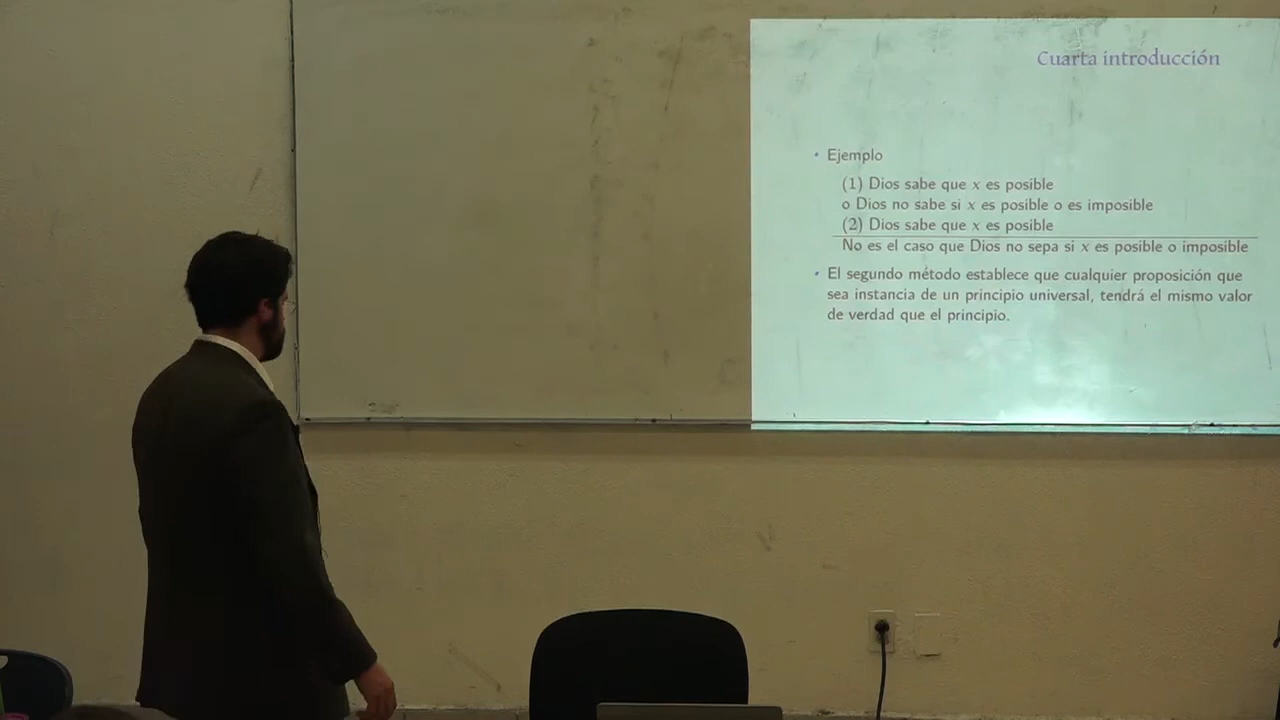 Cuarta introducción
• Ejemplo
(1) Dios sabe que x es posible
o Dios no sabe si x es posible o es imposible
(2) Dios sabe que x es posible
No es el caso que Dios no sepa si x es posible o imposible
• El segundo método establece que cualquier proposición que
sea instancia de un principio universal, tendrá el mismo valor
de verdad que el principio.